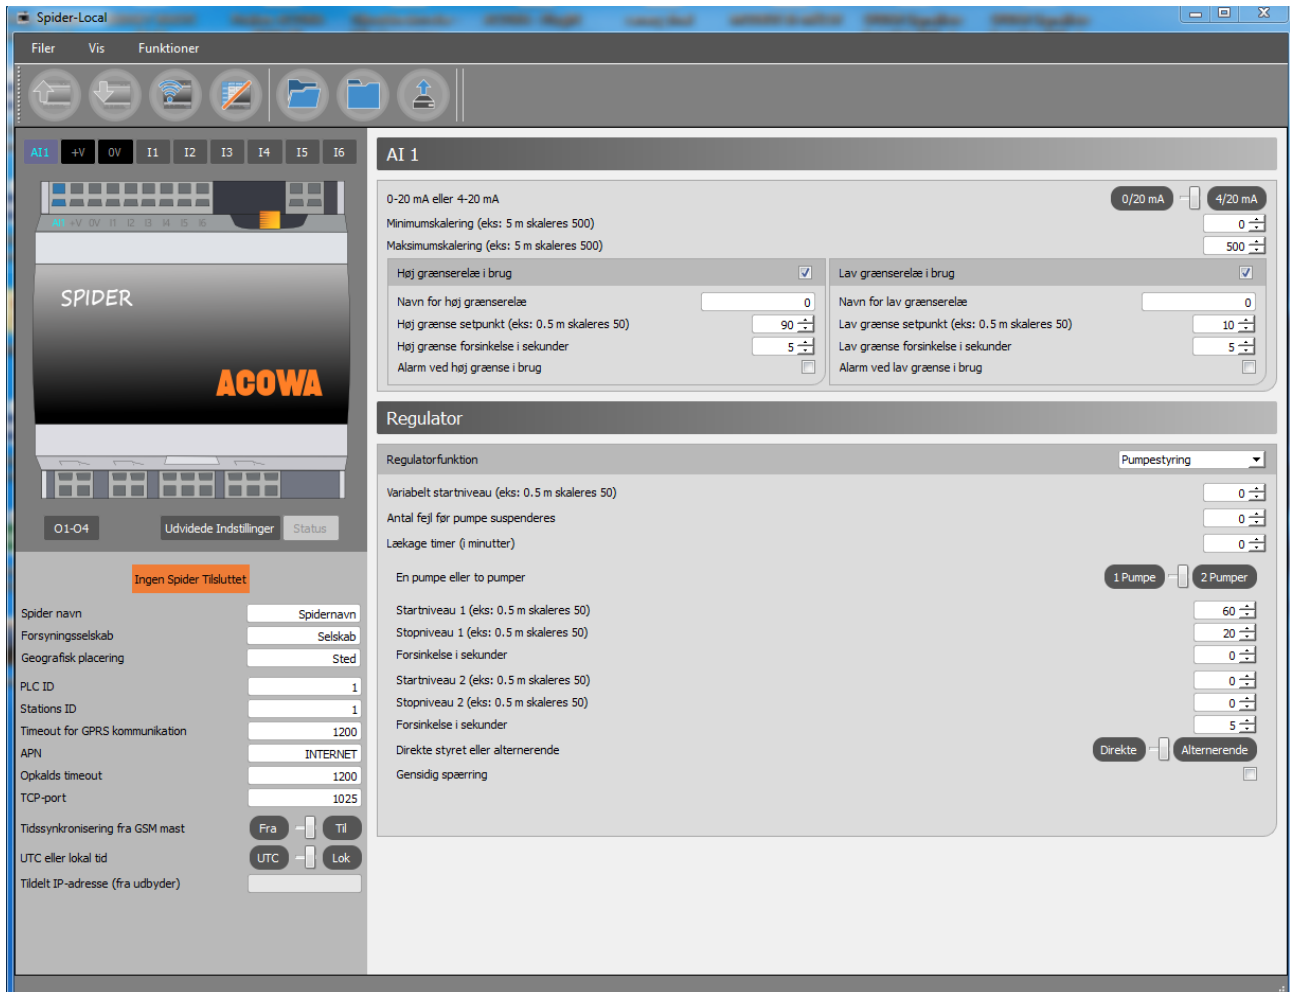 Spider-Local
Filer Vis Funktioner
AI1 +V 0V I1 I2 I3 I4 I5 I6
AI1 +V 0V I1 I2 I3 I4 I5 I6
SPIDER
ACOWA
O1-O4 Udvidede Indstillinger Status
Ingen Spider Tilsluttet
Spider navn Spidernavn
Forsyningsselskab Selskab
Geografisk placering Sted
PLC ID 1
Stations ID 1
Timeout for GPRS kommunikation 1200
APN INTERNET
Opkalds timeout 1200
TCP-port 1025
Tidssynkronisering fra GSM mast Fra Til
UTC eller lokal tid UTC Lok
Tildelt IP-adresse (fra udbyder)
AI 1
0-20 mA eller 4-20 mA 0/20 mA 4/20 mA
Minimumskalering (eks: 5 m skaleres 500) 0
Maksimumskalering (eks: 5 m skaleres 500) 500
Høj grænserelæ i brug
Navn for høj grænserelæ 0
Høj grænse setpunkt (eks: 0.5 m skaleres 50) 90
Høj grænse forsinkelse i sekunder 5
Alarm ved høj grænse i brug
Lav grænserelæ i brug
Navn for lav grænserelæ 0
Lav grænse setpunkt (eks: 0.5 m skaleres 50) 10
Lav grænse forsinkelse i sekunder 5
Alarm ved lav grænse i brug
Regulator
Regulatorfunktion Pumpestyring
Variabelt startniveau (eks: 0.5 m skaleres 50) 0
Antal fejl før pumpe suspenderes 0
Lækage timer (i minutter) 0
En pumpe eller to pumper 1 Pumpe 2 Pumper
Startniveau 1 (eks: 0.5 m skaleres 50) 60
Stopniveau 1 (eks: 0.5 m skaleres 50) 20
Forsinkelse i sekunder 0
Startniveau 2 (eks: 0.5 m skaleres 50) 0
Stopniveau 2 (eks: 0.5 m skaleres 50) 0
Forsinkelse i sekunder 5
Direkte styret eller alternerende Direkte Alternerende
Gensidig spærring